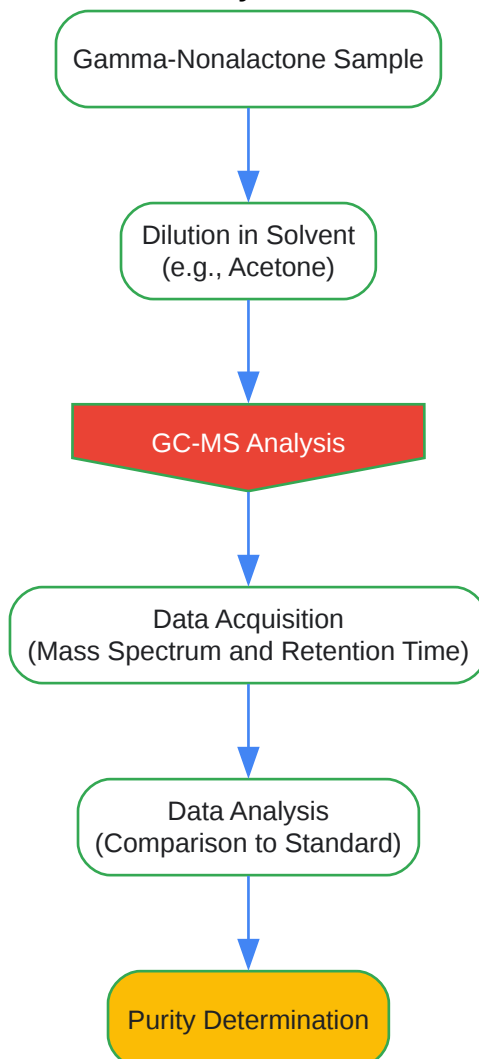 Gamma-Nonalactone Sample
Dilution in Solvent
(e.g., Acetone)
GC-MS Analysis
Data Acquisition
(Mass Spectrum and Retention Time)
Data Analysis
(Comparison to Standard)
Purity Determination